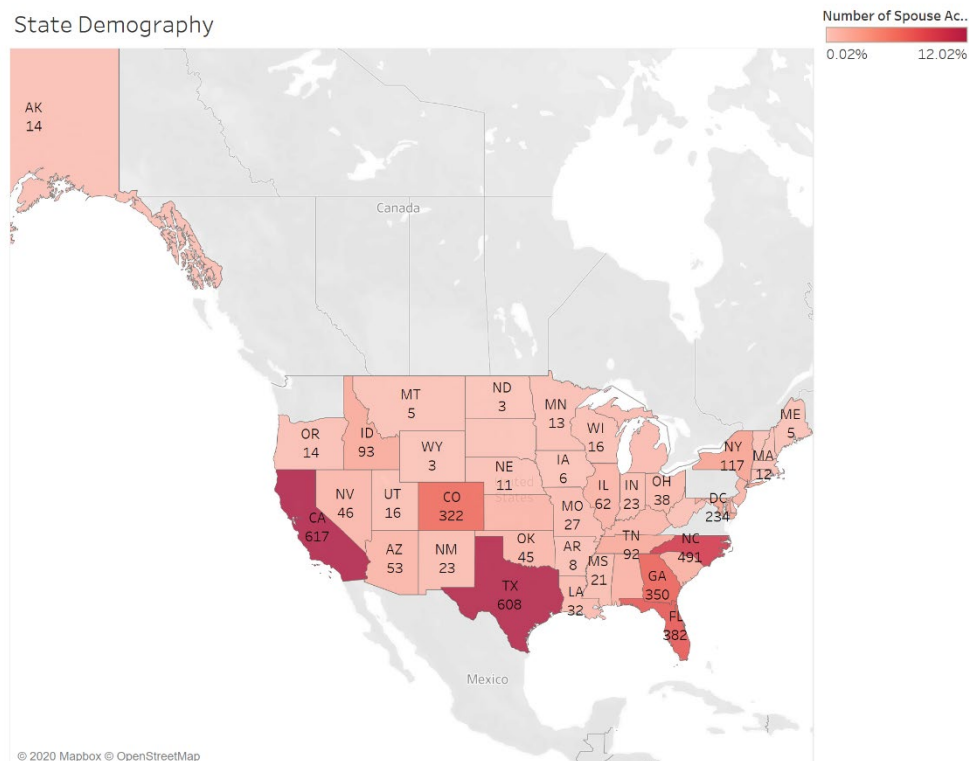 State Demography
Number of Spouse Ac..
0.02%
12.02%
AK
14
Canada
MT
5
ND
3
MN
13
ME
5
OR
14
ID
93
WY
3
WI
16
NY
117
MA
12
NE
11
IA
6
NV
46
UT
16
CO
322
United
States
IL
62
IN
23
OH
38
DC
234
CA
617
MO
27
AZ
53
NM
23
OK
45
AR
8
TN
92
NC
491
MS
21
GA
350
TX
608
LA
32
FL
382
Mexico
© 2020 Mapbox © OpenStreetMap